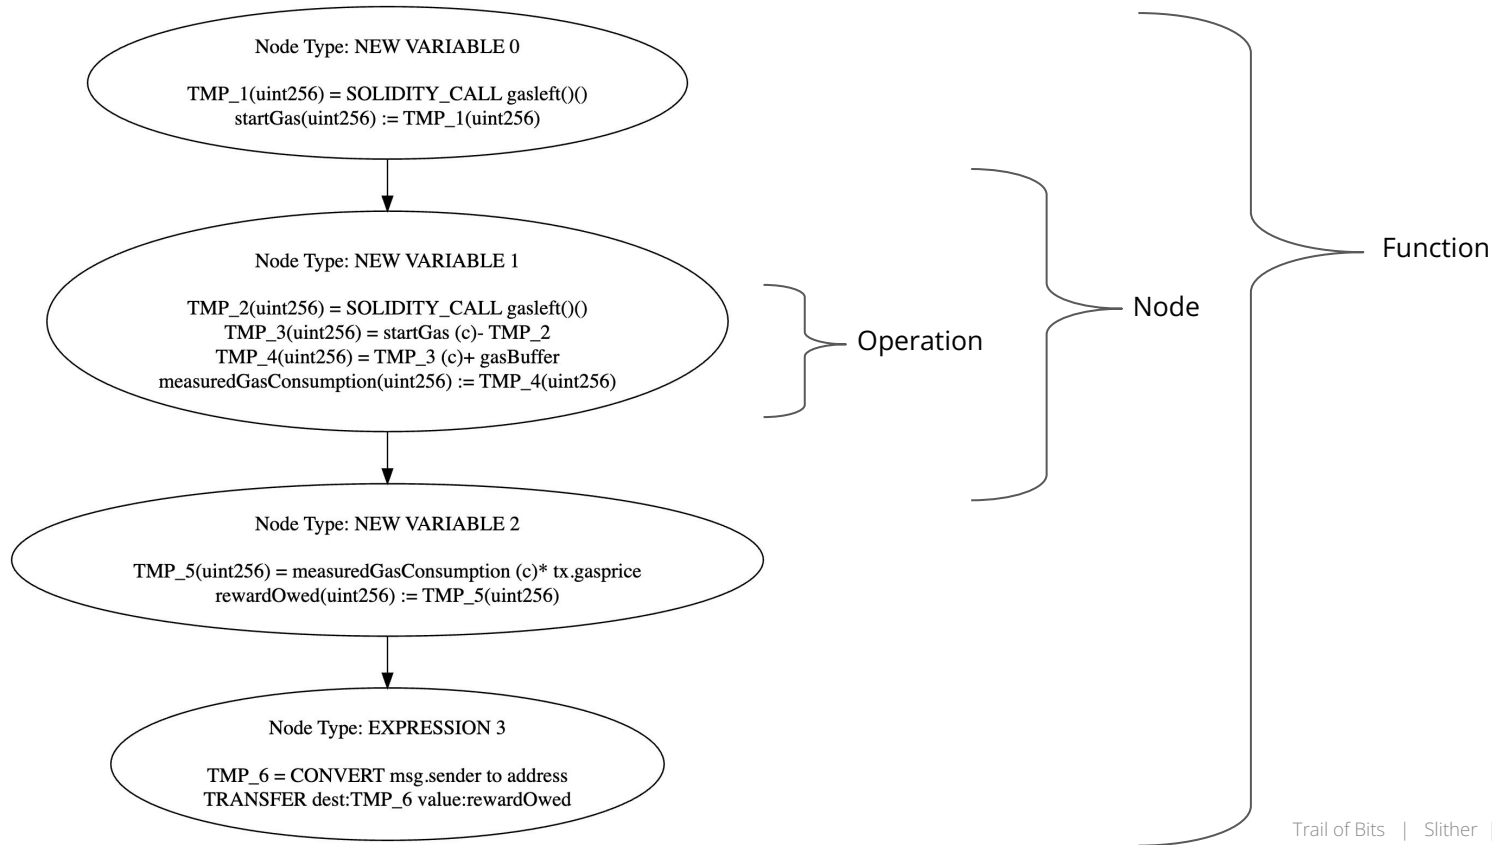 Node Type: NEW VARIABLE 0
TMP_1(uint256) = SOLIDITY_CALL gasleft()()
startGas(uint256) := TMP_1(uint256)
Node Type: NEW VARIABLE 1
TMP_2(uint256) = SOLIDITY_CALL gasleft()()
TMP_3(uint256) = startGas (c)- TMP_2
TMP_4(uint256) = TMP_3 (c)+ gasBuffer
measuredGasConsumption(uint256) := TMP_4(uint256)
Node Type: NEW VARIABLE 2
TMP_5(uint256) = measuredGasConsumption (c)* tx.gasprice
rewardOwed(uint256) := TMP_5(uint256)
Node Type: EXPRESSION 3
TMP_6 = CONVERT msg.sender to address
TRANSFER dest:TMP_6 value:rewardOwed
Operation
Node
Function
Trail of Bits | Slither |